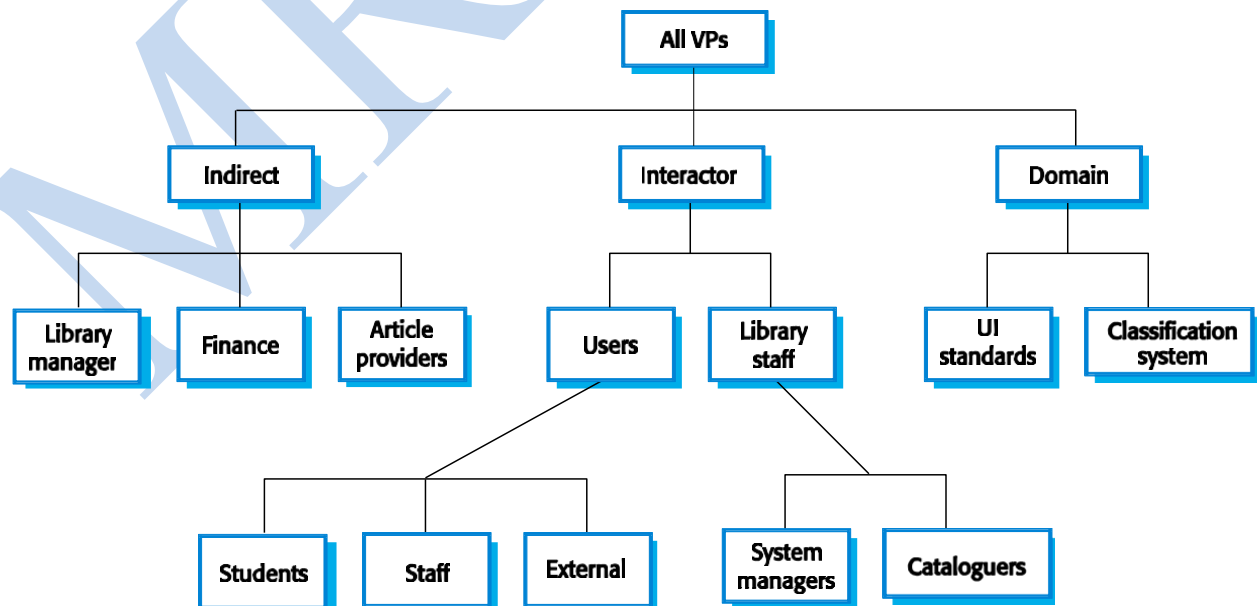 All VPs
Indirect
Interactor
Domain
Library
manager
Finance
Article
providers
Users
Library
staff
UI
standards
Classification
system
Students
Staff
External
System
managers
Cataloguers